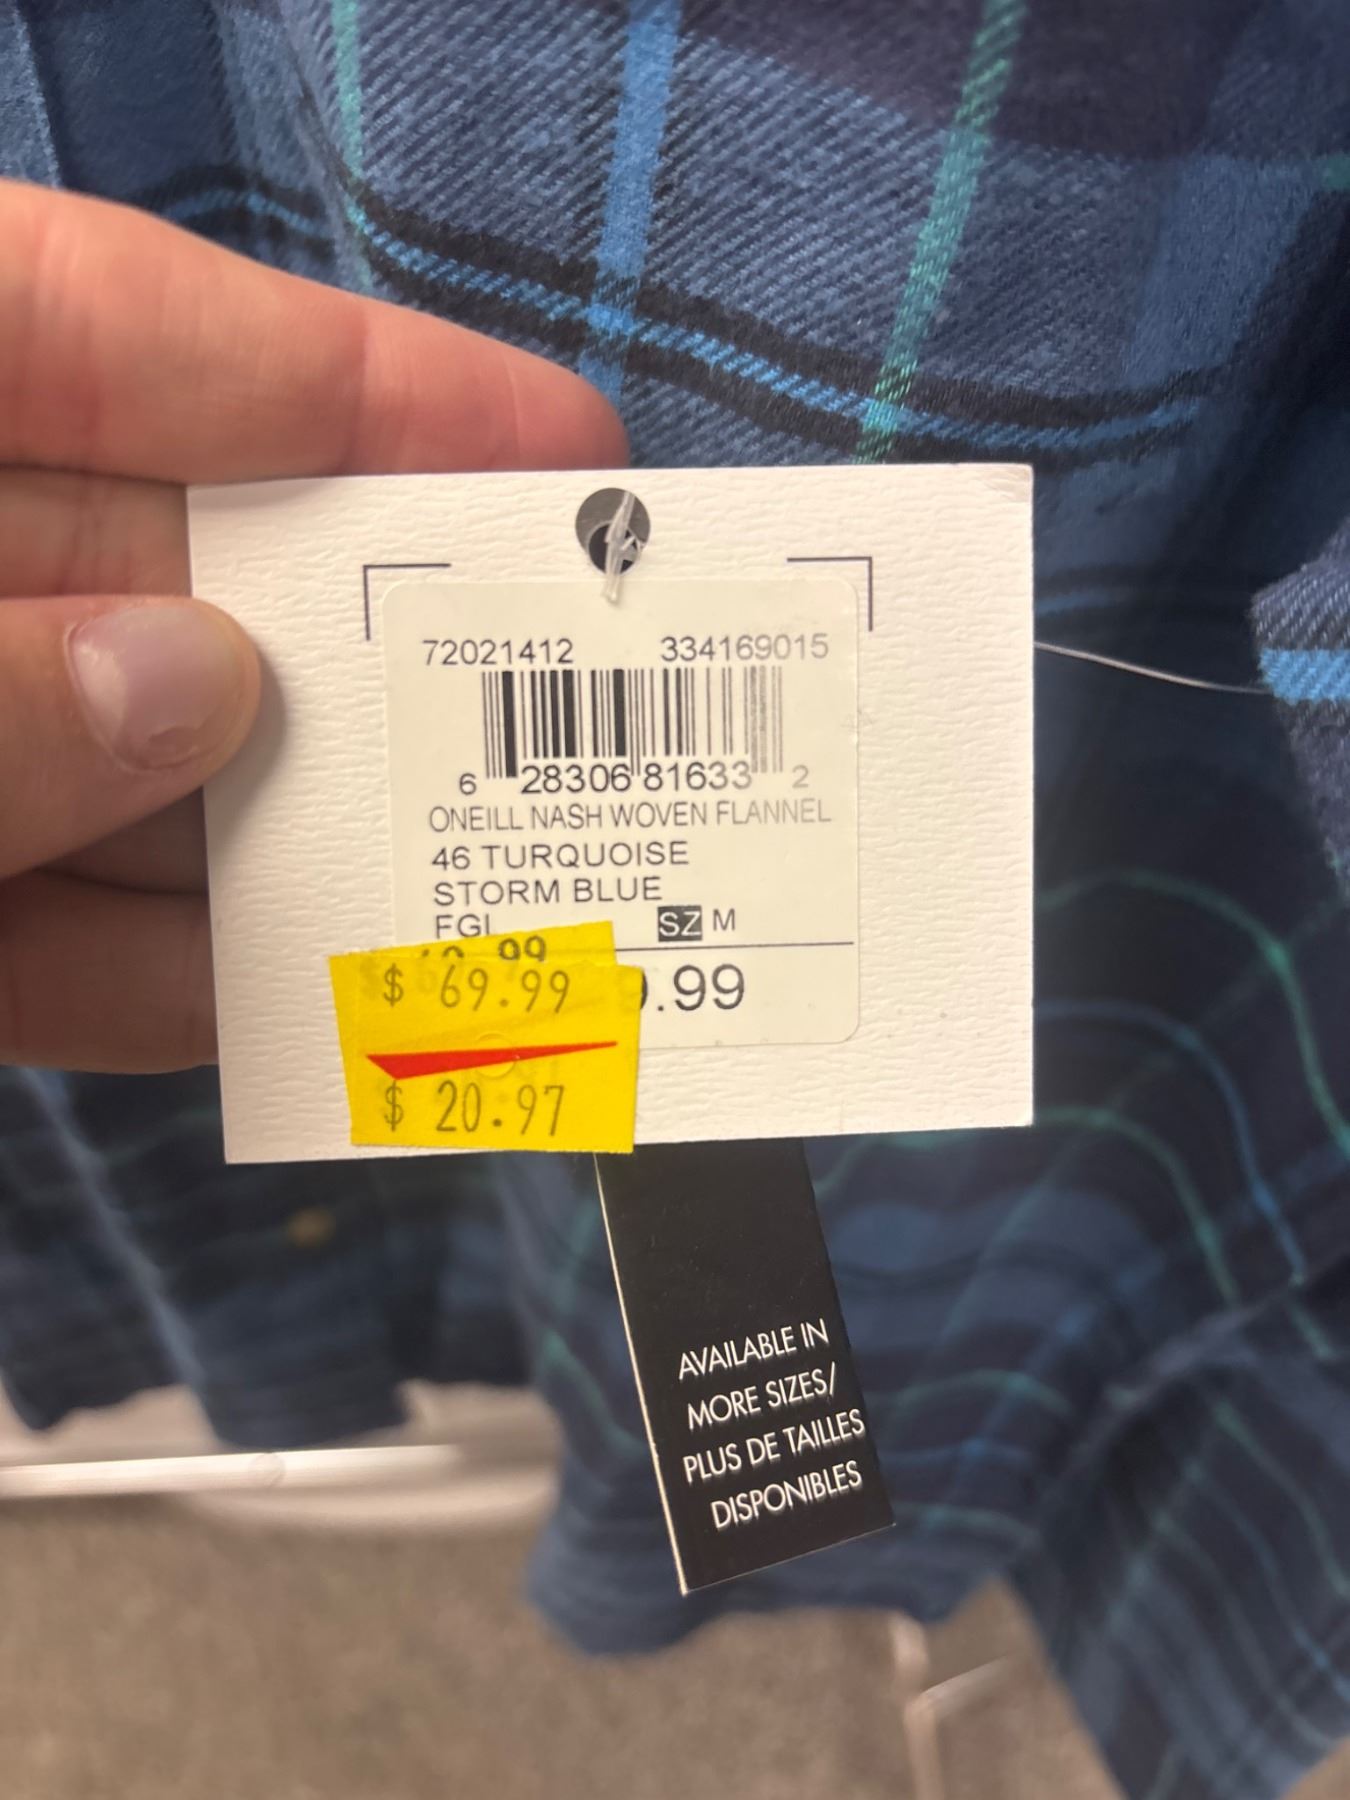 72021412 334169015
6 28306 81633 2
ONEILL NASH WOVEN FLANNEL
46 TURQUOISE
STORM BLUE
FGL SZ M
.99
$ 69.99
$ 20.97
AVAILABLE IN
MORE SIZES/
PLUS DE TAILLES
DISPONIBLES